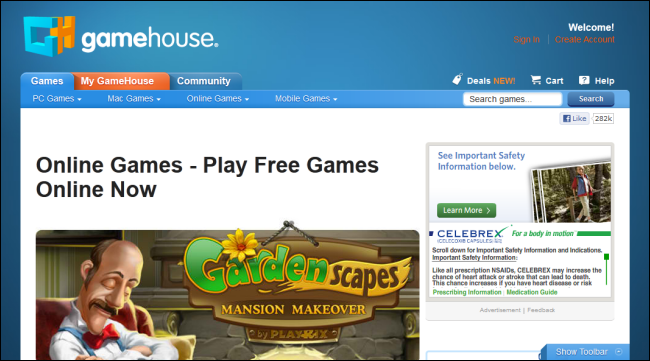 gamehouse®
Welcome!
Sign In | Create Account
Games
My GameHouse
Community
Deals NEW!
Cart
? Help
PC Games
Mac Games
Online Games
Mobile Games
Search games...
Search
Like
282k
Online Games - Play Free Games
Online Now
Gardenscapes
MANSION MAKEOVER
by PLAYRIX
See Important Safety
Information below.
Learn More
CELEBREX
(CELECOXIB CAPSULES)
For a body in motion
Scroll down for Important Safety Information and Indications.
Important Safety Information:
Like all prescription NSAIDs, CELEBREX may increase the
chance of heart attack or stroke that can lead to death.
This chance increases if you have heart disease or risk
Prescribing Information | Medication Guide
Advertisement | Feedback
Show Toolbar